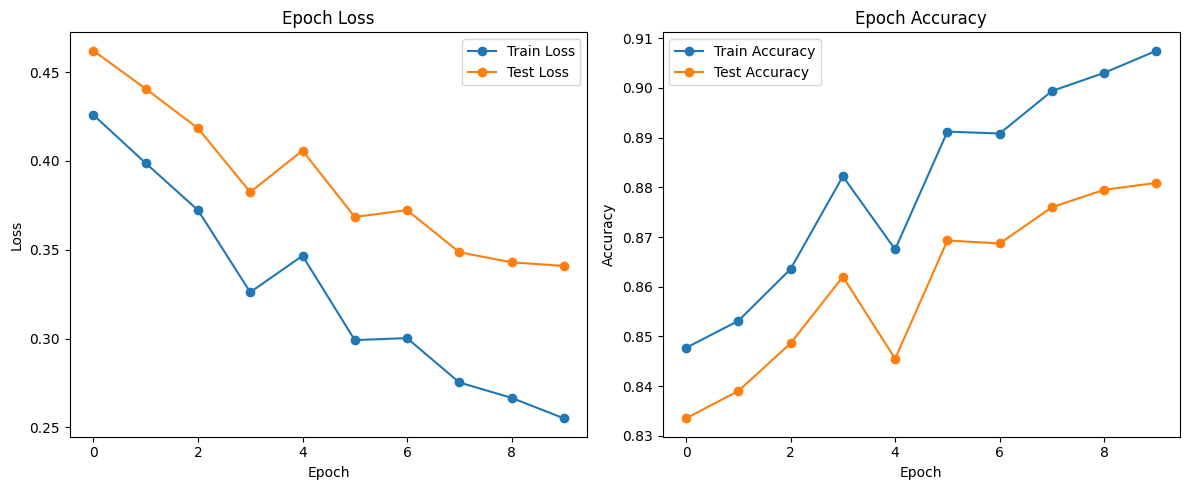 Epoch Loss
Train Loss
Test Loss
0.45
0.40
0.35
0.30
0.25
Loss
0 2 4 6 8
Epoch
Epoch Accuracy
Train Accuracy
Test Accuracy
0.91
0.90
0.89
0.88
0.87
0.86
0.85
0.84
0.83
Accuracy
0 2 4 6 8
Epoch